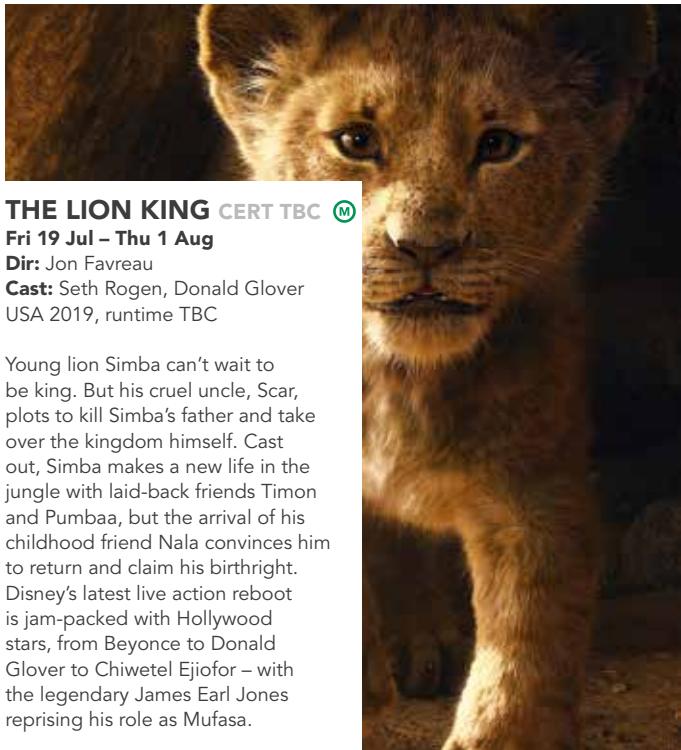 THE LION KING CERT TBC M
Fri 19 Jul – Thu 1 Aug
Dir: Jon Favreau
Cast: Seth Rogen, Donald Glover
USA 2019, runtime TBC
Young lion Simba can’t wait to
be king. But his cruel uncle, Scar,
plots to kill Simba’s father and take
over the kingdom himself. Cast
out, Simba makes a new life in the
jungle with laid-back friends Timon
and Pumbaa, but the arrival of his
childhood friend Nala convinces him
to return and claim his birthright.
Disney’s latest live action reboot
is jam-packed with Hollywood
stars, from Beyonce to Donald
Glover to Chiwetel Ejiofor – with
the legendary James Earl Jones
reprising his role as Mufasa.